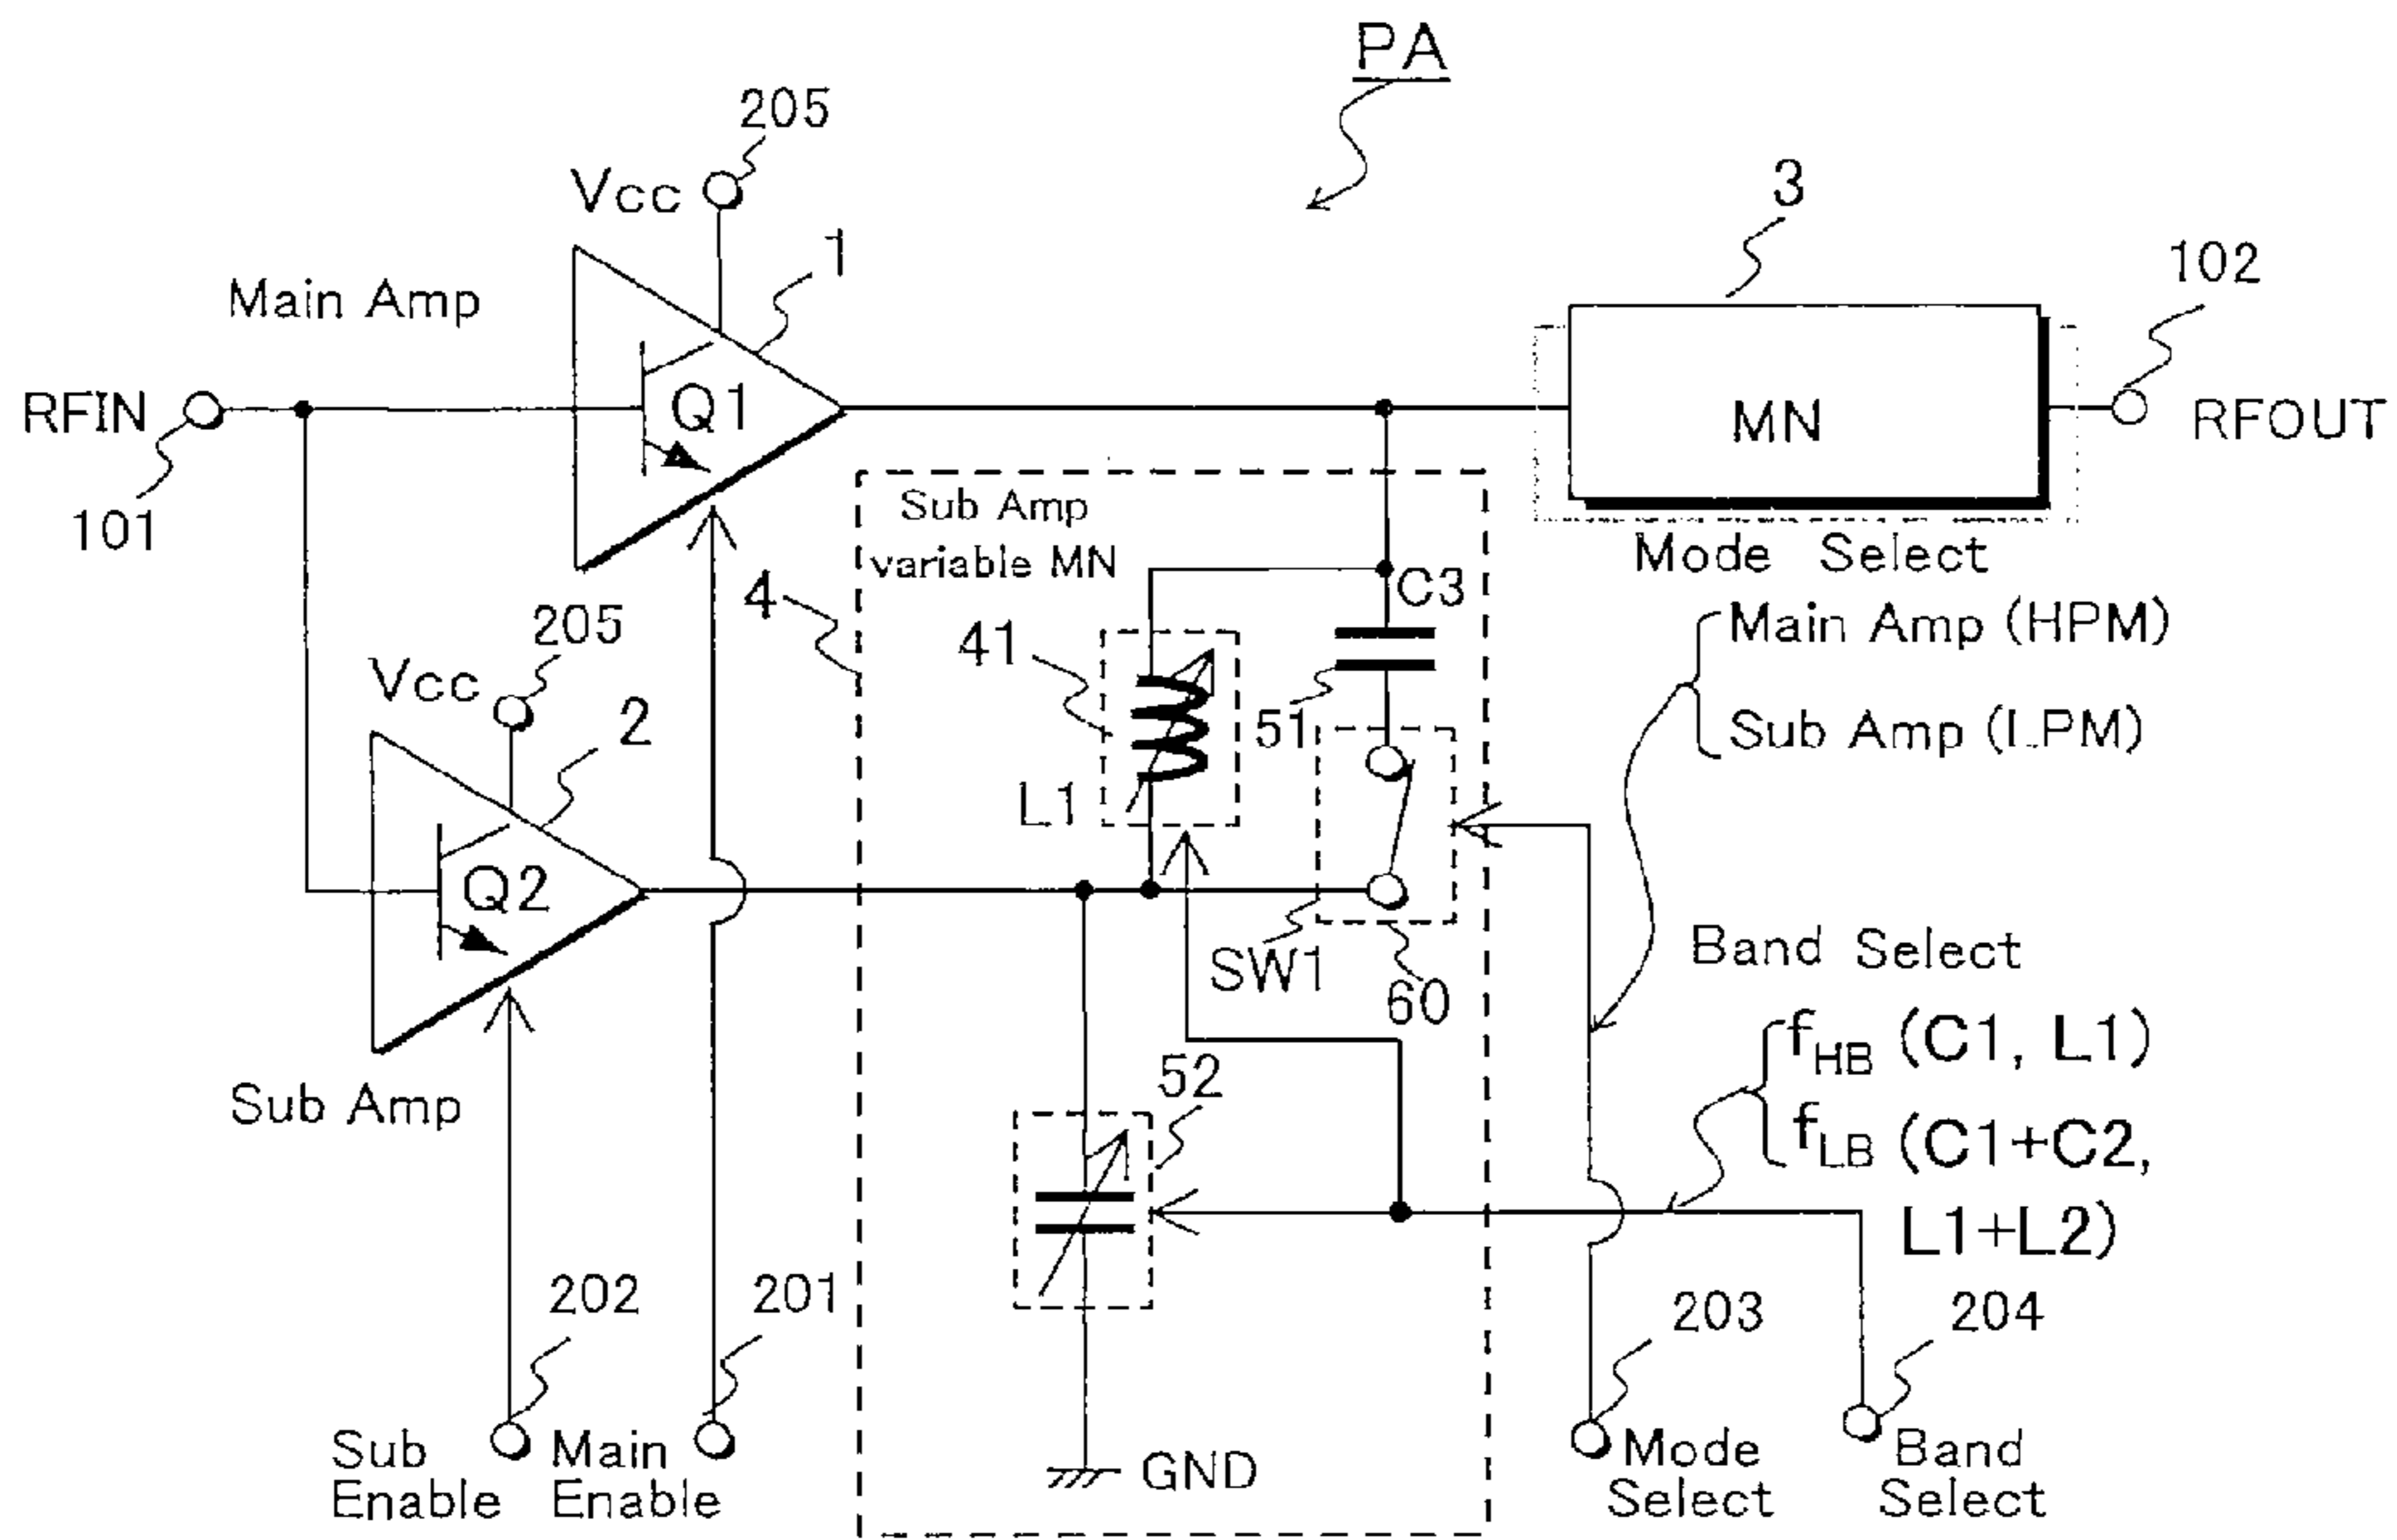 PA
205
Vcc
1
3
102
Main Amp
RFIN
Q1
MN
RFOUT
101
Sub Amp
variable MN
Mode Select
4
C3
Main Amp (HPM)
205
41
Vcc
2
51
Sub Amp (LPM)
L1
Q2
SW1
60
Band Select
fHB (C1, L1)
52
Sub Amp
fLB (C1+C2,
L1+L2)
202
201
203
204
Sub
Enable
Main
Enable
GND
Mode
Select
Band
Select